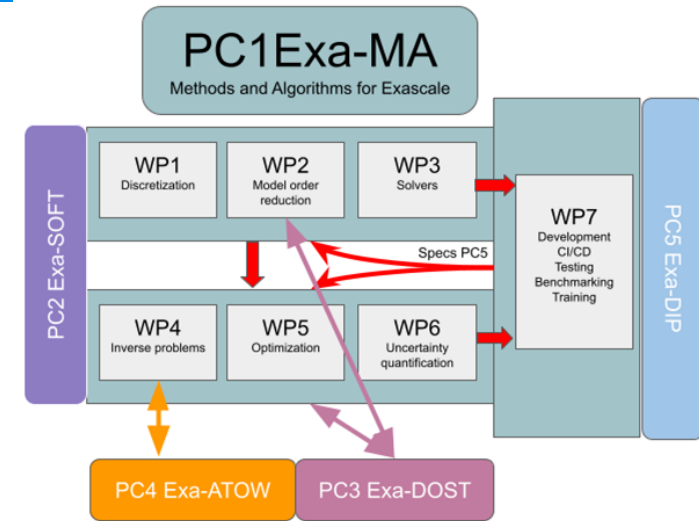 PC1Exa-MA
Methods and Algorithms for Exascale
PC2 Exa-SOFT
WP1
Discretization
WP2
Model order
reduction
WP3
Solvers
WP7
Development
CI/CD
Testing
Benchmarking
Training
PC5 Exa-DIP
Specs PC5
WP4
Inverse problems
WP5
Optimization
WP6
Uncertainty
quantification
PC4 Exa-ATOW
PC3 Exa-DOST